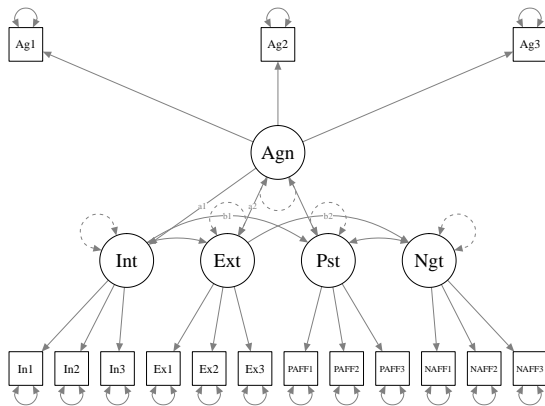 Ag1 Ag2 Ag3
Agn
a1 a2
b1 b2
Int Ext Pst Ngt
In1 In2 In3 Ex1 Ex2 Ex3 PAFF1 PAFF2 PAFF3 NAFF1 NAFF2 NAFF3